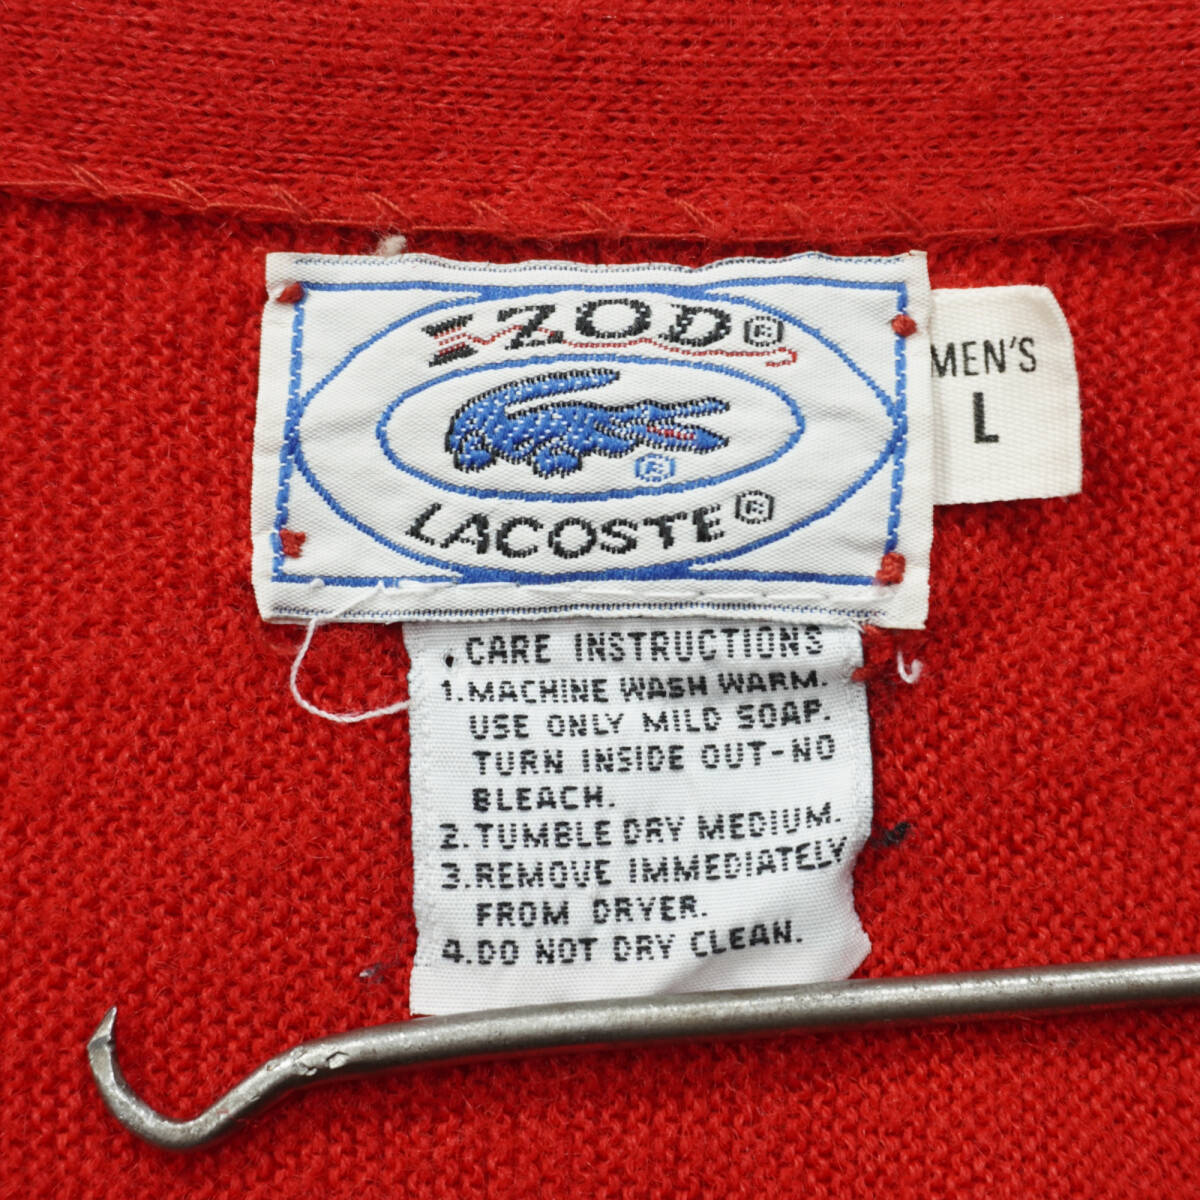 IZOD®
®
LACOSTE®
MEN'S
L
CARE INSTRUCTIONS
1. MACHINE WASH WARM.
USE ONLY MILD SOAP.
TURN INSIDE OUT-NO
BLEACH.
2. TUMBLE DRY MEDIUM.
3. REMOVE IMMEDIATELY
FROM DRYER.
4. DO NOT DRY CLEAN.